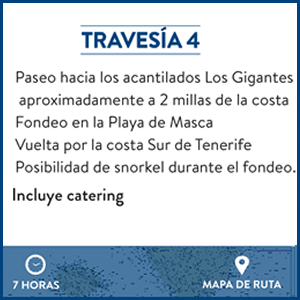 TRAVESÍA 4
Paseo hacia los acantilados Los Gigantes
aproximadamente a 2 millas de la costa
Fondeo en la Playa de Masca
Vuelta por la costa Sur de Tenerife
Posibilidad de snorkel durante el fondeo.
Incluye catering
7 HORAS
MAPA DE RUTA